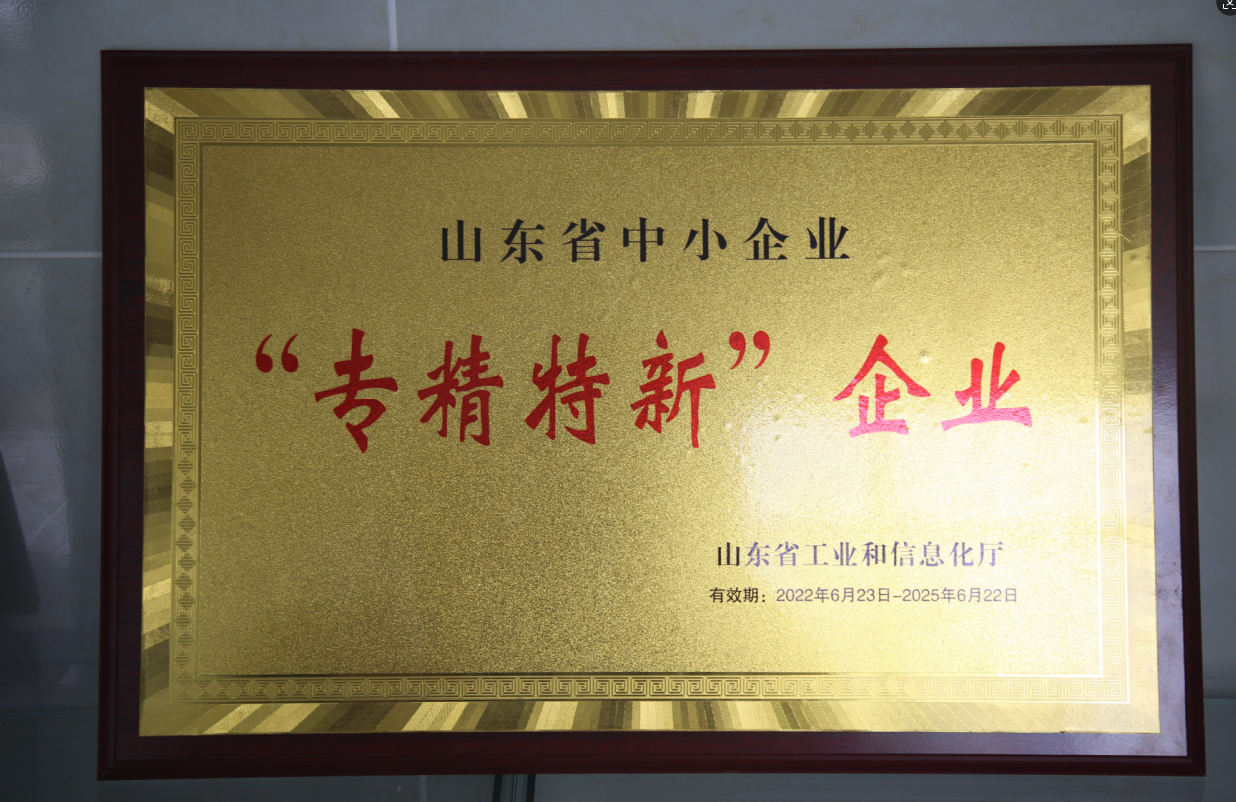 山东省中小企业
“专精特新”企业
山东省工业和信息化厅
有效期：2022年6月23日-2025年6月22日